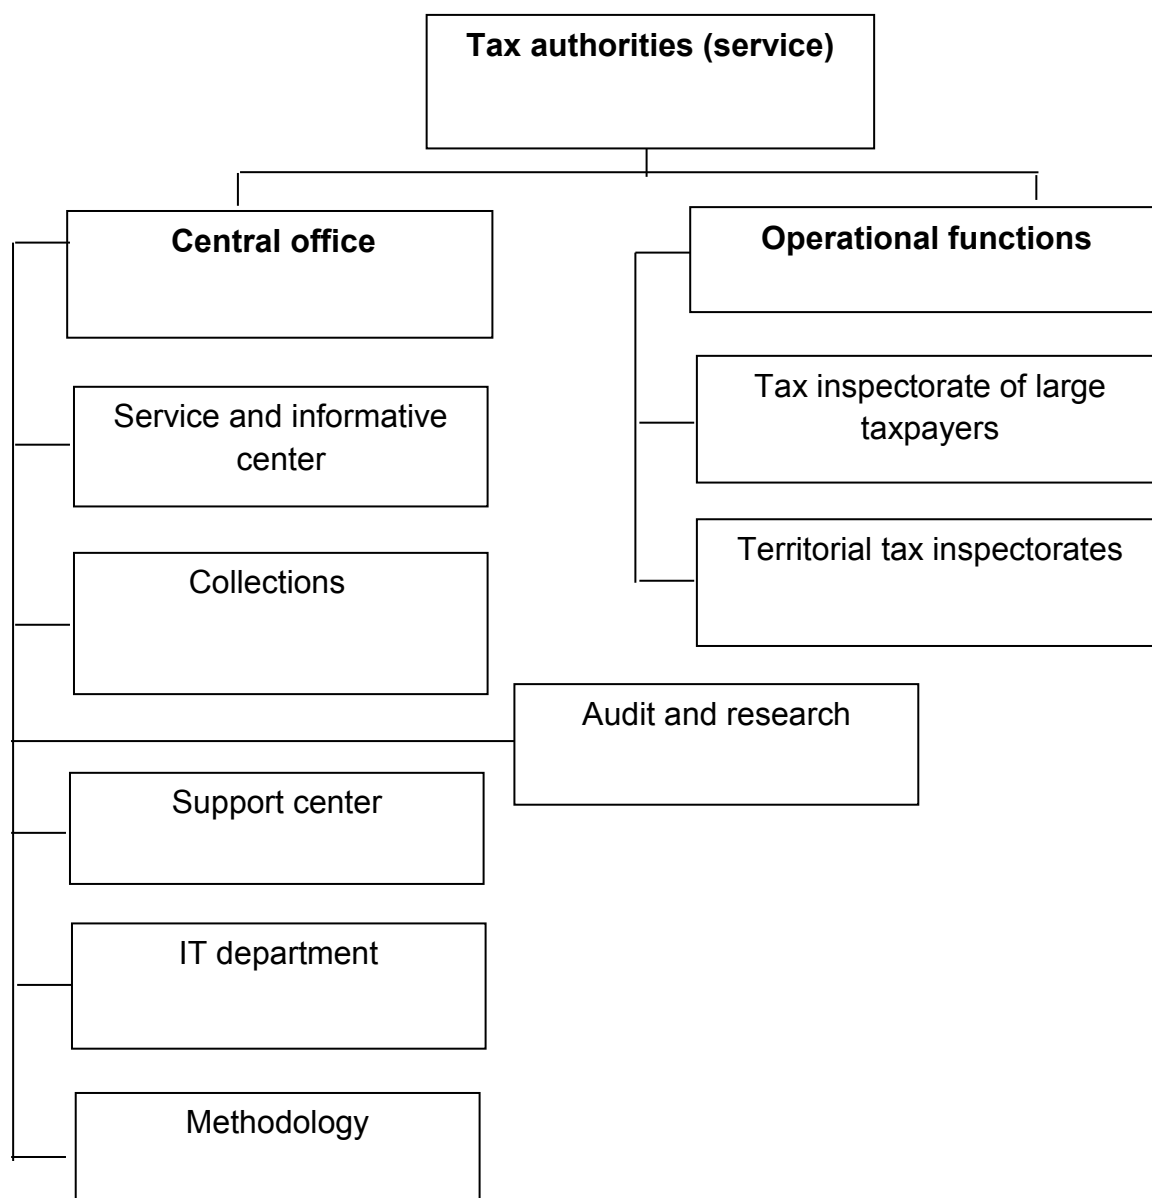 Tax authorities (service)
Central office
Operational functions
Service and informative
center
Tax inspectorate of large
taxpayers
Collections
Territorial tax inspectorates
Audit and research
Support center
IT department
Methodology